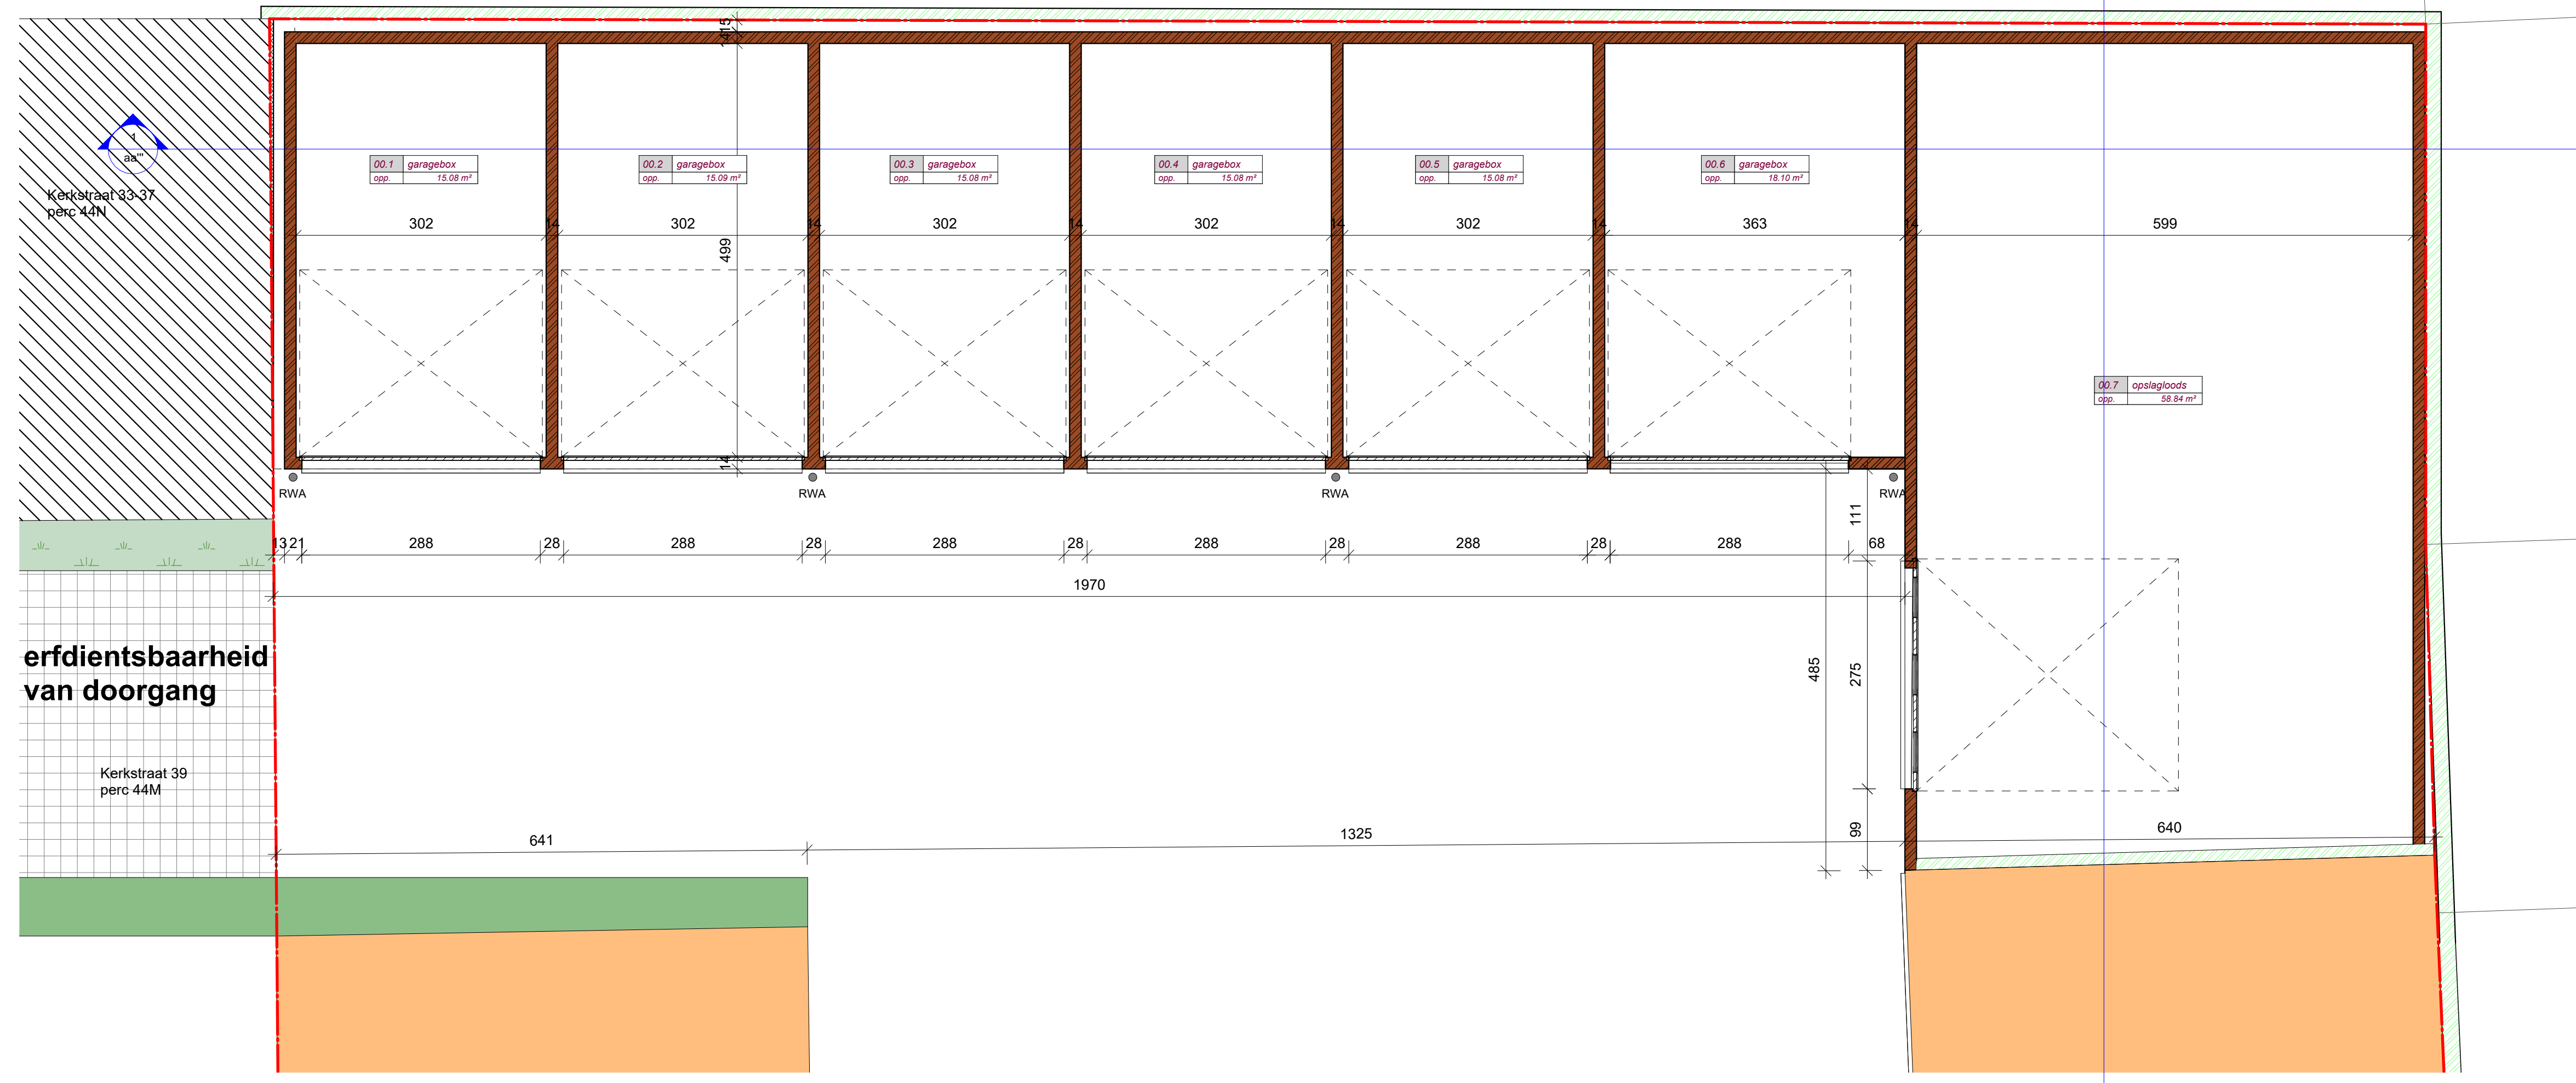 14 15
1
aa'''
Kerkstraat 33-37
perc 44N
00.1 garagebox
opp. 15.08 m²
00.2 garagebox
opp. 15.09 m²
00.3 garagebox
opp. 15.08 m²
00.4 garagebox
opp. 15.08 m²
00.5 garagebox
opp. 15.08 m²
00.6 garagebox
opp. 18.10 m²
302 14 302 14 302 14 302 14 302 14 363 14 599
499
00.7 opslagloods
opp. 58.84 m²
14
RWA RWA RWA RWA
111
13 21 288 28 288 28 288 28 288 28 288 28 288 68
1970
erfdientsbaarheid
van doorgang
485
275
Kerkstraat 39
perc 44M
99
641 1325 640